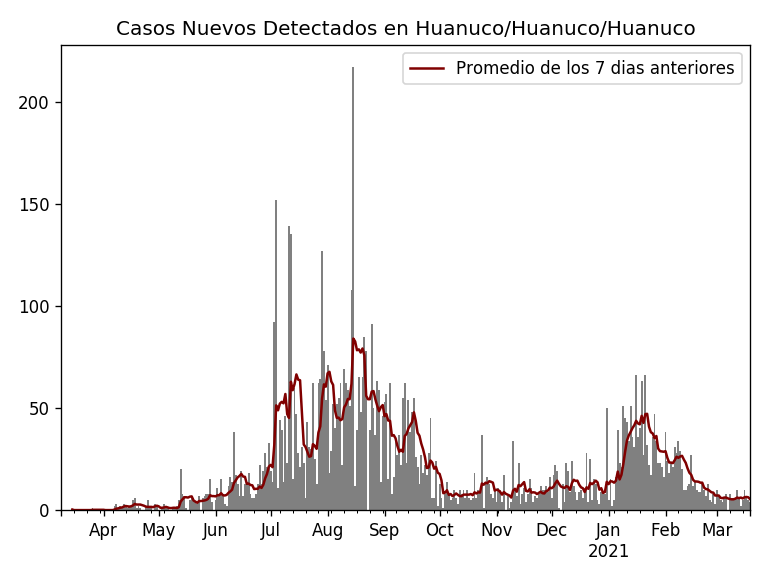 Casos Nuevos Detectados en Huanuco/Huanuco/Huanuco
Promedio de los 7 dias anteriores
200
150
100
50
0
Apr May Jun Jul Aug Sep Oct Nov Dec Jan Feb Mar
2021